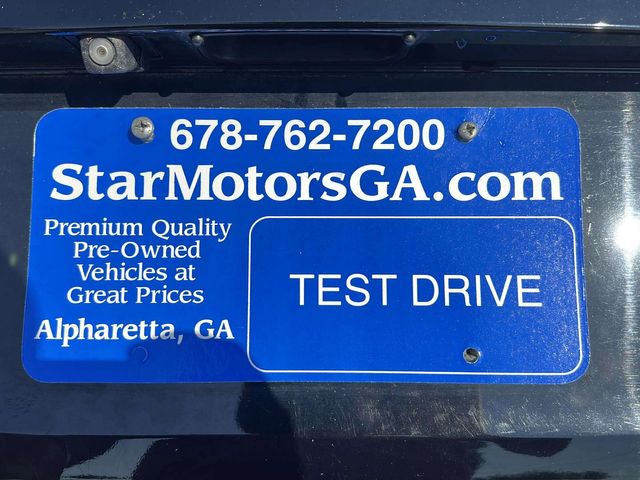 678-762-7200
StarMotorsGA.com
Premium Quality
Pre-Owned
Vehicles at
Great Prices
Alpharetta, GA
TEST DRIVE